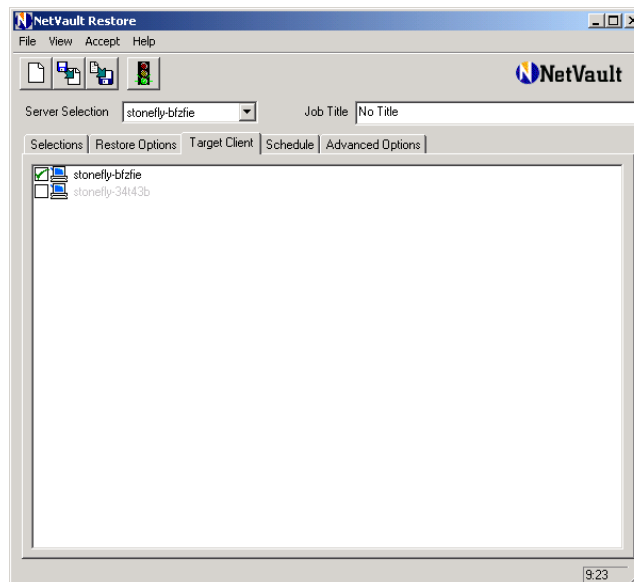 NetVault Restore
File View Accept Help
NetVault
Server Selection stonefly-bfzfie Job Title No Title
Selections Restore Options Target Client Schedule Advanced Options
stonefly-bfzfie
stonefly-34t43b
9:23